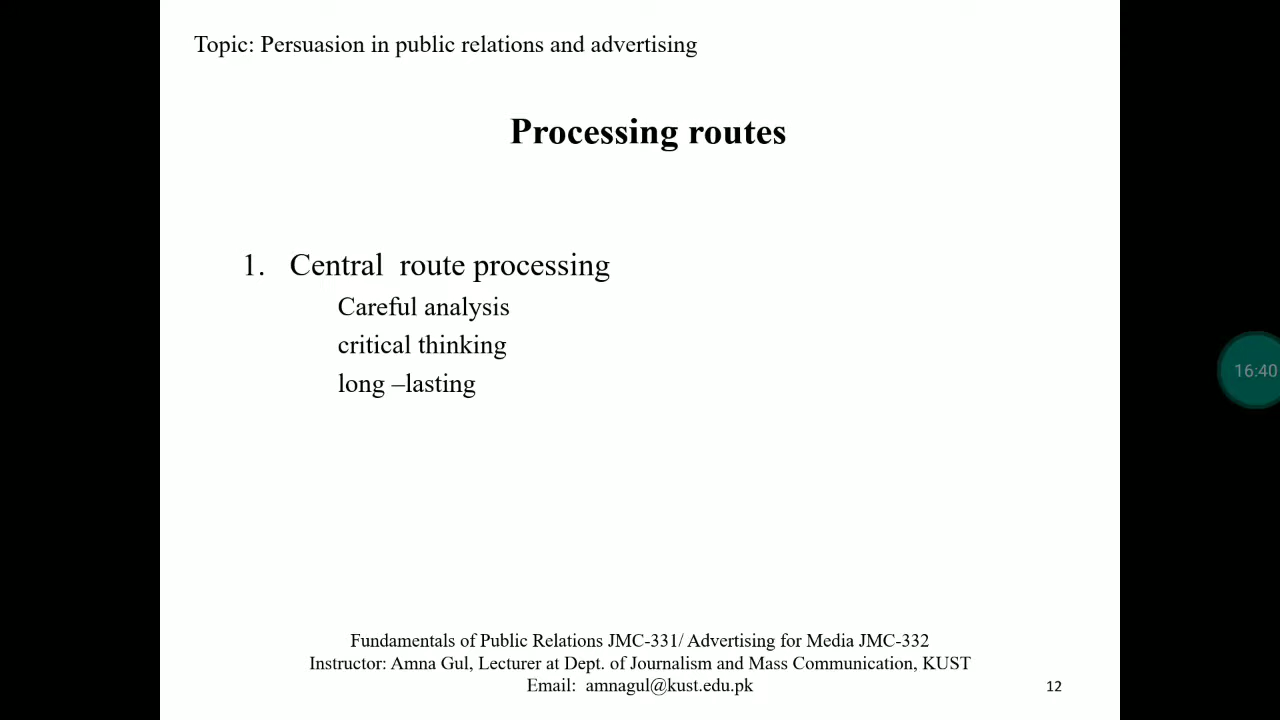 Topic: Persuasion in public relations and advertising
Processing routes
1. Central route processing
Careful analysis
critical thinking
long –lasting
16:40
Fundamentals of Public Relations JMC-331/ Advertising for Media JMC-332
Instructor: Amna Gul, Lecturer at Dept. of Journalism and Mass Communication, KUST
Email: amnagul@kust.edu.pk
12